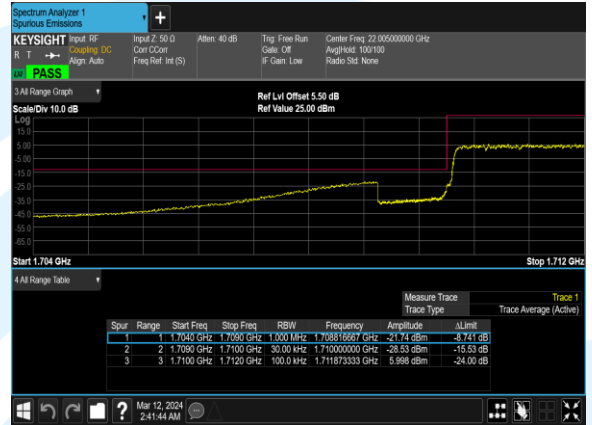 Spectrum Analyzer 1
Spurious Emissions
+
KEYSIGHT Input: RF Input Z: 50 Ω Atten: 40 dB Trig: Free Run Center Freq: 22.005000000 GHz
R T Coupling: DC Corr CCorr Gate: Off Avg|Hold: 100/100
Align: Auto Freq Ref: Int (S) IF Gain: Low Radio Std: None
LW PASS
3 All Range Graph
Ref Lvl Offset 5.50 dB
Scale/Div 10.0 dB Ref Value 25.00 dBm
Log
15.0
5.00
-5.00
-15.0
-25.0
-35.0
-45.0
-55.0
-65.0
Start 1.704 GHz Stop 1.712 GHz
4 All Range Table
Measure Trace Trace 1
Trace Type Trace Average (Active)
Spur Range Start Freq Stop Freq RBW Frequency Amplitude ΔLimit
1 1 1.7040 GHz 1.7090 GHz 1.000 MHz 1.708816667 GHz -21.74 dBm -8.741 dB
2 2 1.7090 GHz 1.7100 GHz 30.00 kHz 1.710000000 GHz -28.53 dBm -15.53 dB
3 3 1.7100 GHz 1.7120 GHz 100.0 kHz 1.711873333 GHz 5.998 dBm -24.00 dB
?
Mar 12, 2024
2:41:44 AM